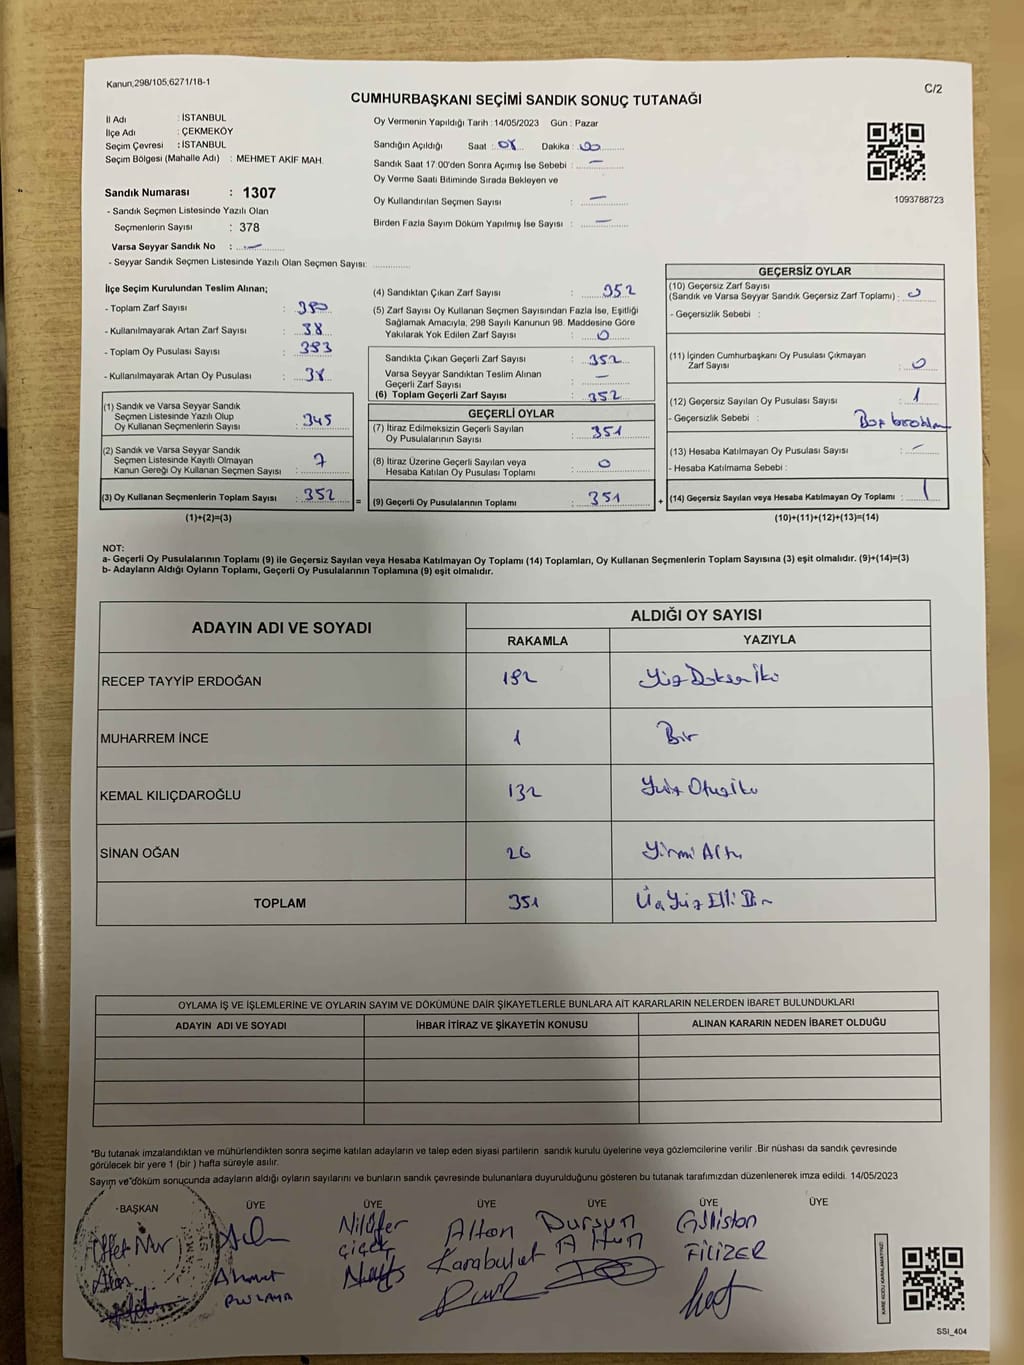 Kanun;298/105,6271/18-1
C/2
CUMHURBAŞKANI SEÇİMİ SANDIK SONUÇ TUTANAĞI
İl Adı : İSTANBUL
İlçe Adı : ÇEKMEKÖY
Seçim Çevresi : İSTANBUL
Seçim Bölgesi (Mahalle Adı) : MEHMET AKİF MAH.
Sandık Numarası : 1307
- Sandık Seçmen Listesinde Yazılı Olan
Seçmenlerin Sayısı : 378
Varsa Seyyar Sandık No : —
- Seyyar Sandık Seçmen Listesinde Yazılı Olan Seçmen Sayısı:
Oy Vermenin Yapıldığı Tarih : 14/05/2023 Gün : Pazar
Sandığın Açıldığı Saat : 08 Dakika : 00
Sandık Saat 17:00'den Sonra Açımış İse Sebebi : —
Oy Verme Saati Bitiminde Sırada Bekleyen ve
Oy Kullandırılan Seçmen Sayısı : —
Birden Fazla Sayım Döküm Yapılmış İse Sayısı : —
1093788723
İlçe Seçim Kurulundan Teslim Alınan;
- Toplam Zarf Sayısı :
- Kullanılmayarak Artan Zarf Sayısı : 38
- Toplam Oy Pusulası Sayısı : 393
- Kullanılmayarak Artan Oy Pusulası : 38
(1) Sandık ve Varsa Seyyar Sandık
Seçmen Listesinde Yazılı Olup
Oy Kullanan Seçmenlerin Sayısı : 345
(2) Sandık ve Varsa Seyyar Sandık
Seçmen Listesinde Kayıtlı Olmayan
Kanun Gereği Oy Kullanan Seçmen Sayısı : 7
(3) Oy Kullanan Seçmenlerin Toplam Sayısı : 352 =
(1)+(2)=(3)
(4) Sandıktan Çıkan Zarf Sayısı : 352
(5) Zarf Sayısı Oy Kullanan Seçmen Sayısından Fazla İse, Eşitliği
Sağlamak Amacıyla, 298 Sayılı Kanunun 98. Maddesine Göre
Yakılarak Yok Edilen Zarf Sayısı : 0
Sandıkta Çıkan Geçerli Zarf Sayısı : 352
Varsa Seyyar Sandıktan Teslim Alınan
Geçerli Zarf Sayısı : —
(6) Toplam Geçerli Zarf Sayısı : 352
GEÇERLİ OYLAR
(7) İtiraz Edilmeksizin Geçerli Sayılan
Oy Pusulalarının Sayısı : 351
(8) İtiraz Üzerine Geçerli Sayılan veya
Hesaba Katılan Oy Pusulası Toplamı : 0
(9) Geçerli Oy Pusulalarının Toplamı : 351 +
GEÇERSİZ OYLAR
(10) Geçersiz Zarf Sayısı
(Sandık ve Varsa Seyyar Sandık Geçersiz Zarf Toplamı) : 0
- Geçersizlik Sebebi :
(11) İçinden Cumhurbaşkanı Oy Pusulası Çıkmayan
Zarf Sayısı : 0
(12) Geçersiz Sayılan Oy Pusulası Sayısı : 1
- Geçersizlik Sebebi :
(13) Hesaba Katılmayan Oy Pusulası Sayısı : —
- Hesaba Katılmama Sebebi :
(14) Geçersiz Sayılan veya Hesaba Katılmayan Oy Toplamı : 1
(10)+(11)+(12)+(13)=(14)
NOT:
a- Geçerli Oy Pusulalarının Toplamı (9) ile Geçersiz Sayılan veya Hesaba Katılmayan Oy Toplamı (14) Toplamları, Oy Kullanan Seçmenlerin Toplam Sayısına (3) eşit olmalıdır. (9)+(14)=(3)
b- Adayların Aldığı Oyların Toplamı, Geçerli Oy Pusulalarının Toplamına (9) eşit olmalıdır.
ADAYIN ADI VE SOYADI
ALDIĞI OY SAYISI
RAKAMLA YAZIYLA
RECEP TAYYİP ERDOĞAN 192 Yüz Doksan İki
MUHARREM İNCE 1 Bir
KEMAL KILIÇDAROĞLU 132 Yüz Otuz İki
SİNAN OĞAN 26 Yirmi Altı
TOPLAM 351 Üç Yüz Elli Bir
OYLAMA İŞ VE İŞLEMLERİNE VE OYLARIN SAYIM VE DÖKÜMÜNE DAİR ŞİKAYETLERLE BUNLARA AİT KARARLARIN NELERDEN İBARET BULUNDUKLARI
ADAYIN ADI VE SOYADI İHBAR İTİRAZ VE ŞİKAYETİN KONUSU ALINAN KARARIN NEDEN İBARET OLDUĞU
*Bu tutanak imzalandıktan ve mühürlendikten sonra seçime katılan adayların ve talep eden siyasi partilerin sandık kurulu üyelerine veya gözlemcilerine verilir .Bir nüshası da sandık çevresinde
görülecek bir yere 1 (bir ) hafta süreyle asılır.
Sayım ve döküm sonucunda adayların aldığı oyların sayılarını ve bunların sandık çevresinde bulunanlara duyurulduğunu gösteren bu tutanak tarafımızdan düzenlenerek imza edildi. 14/05/2023
BAŞKAN ÜYE ÜYE ÜYE ÜYE ÜYE ÜYE
Nilüfer Altan Dursun Gülistan
Çiçek Karabulut FİLİZER
Ahmet
KARE KODU KARALAMAYINIZ!
SSI_404